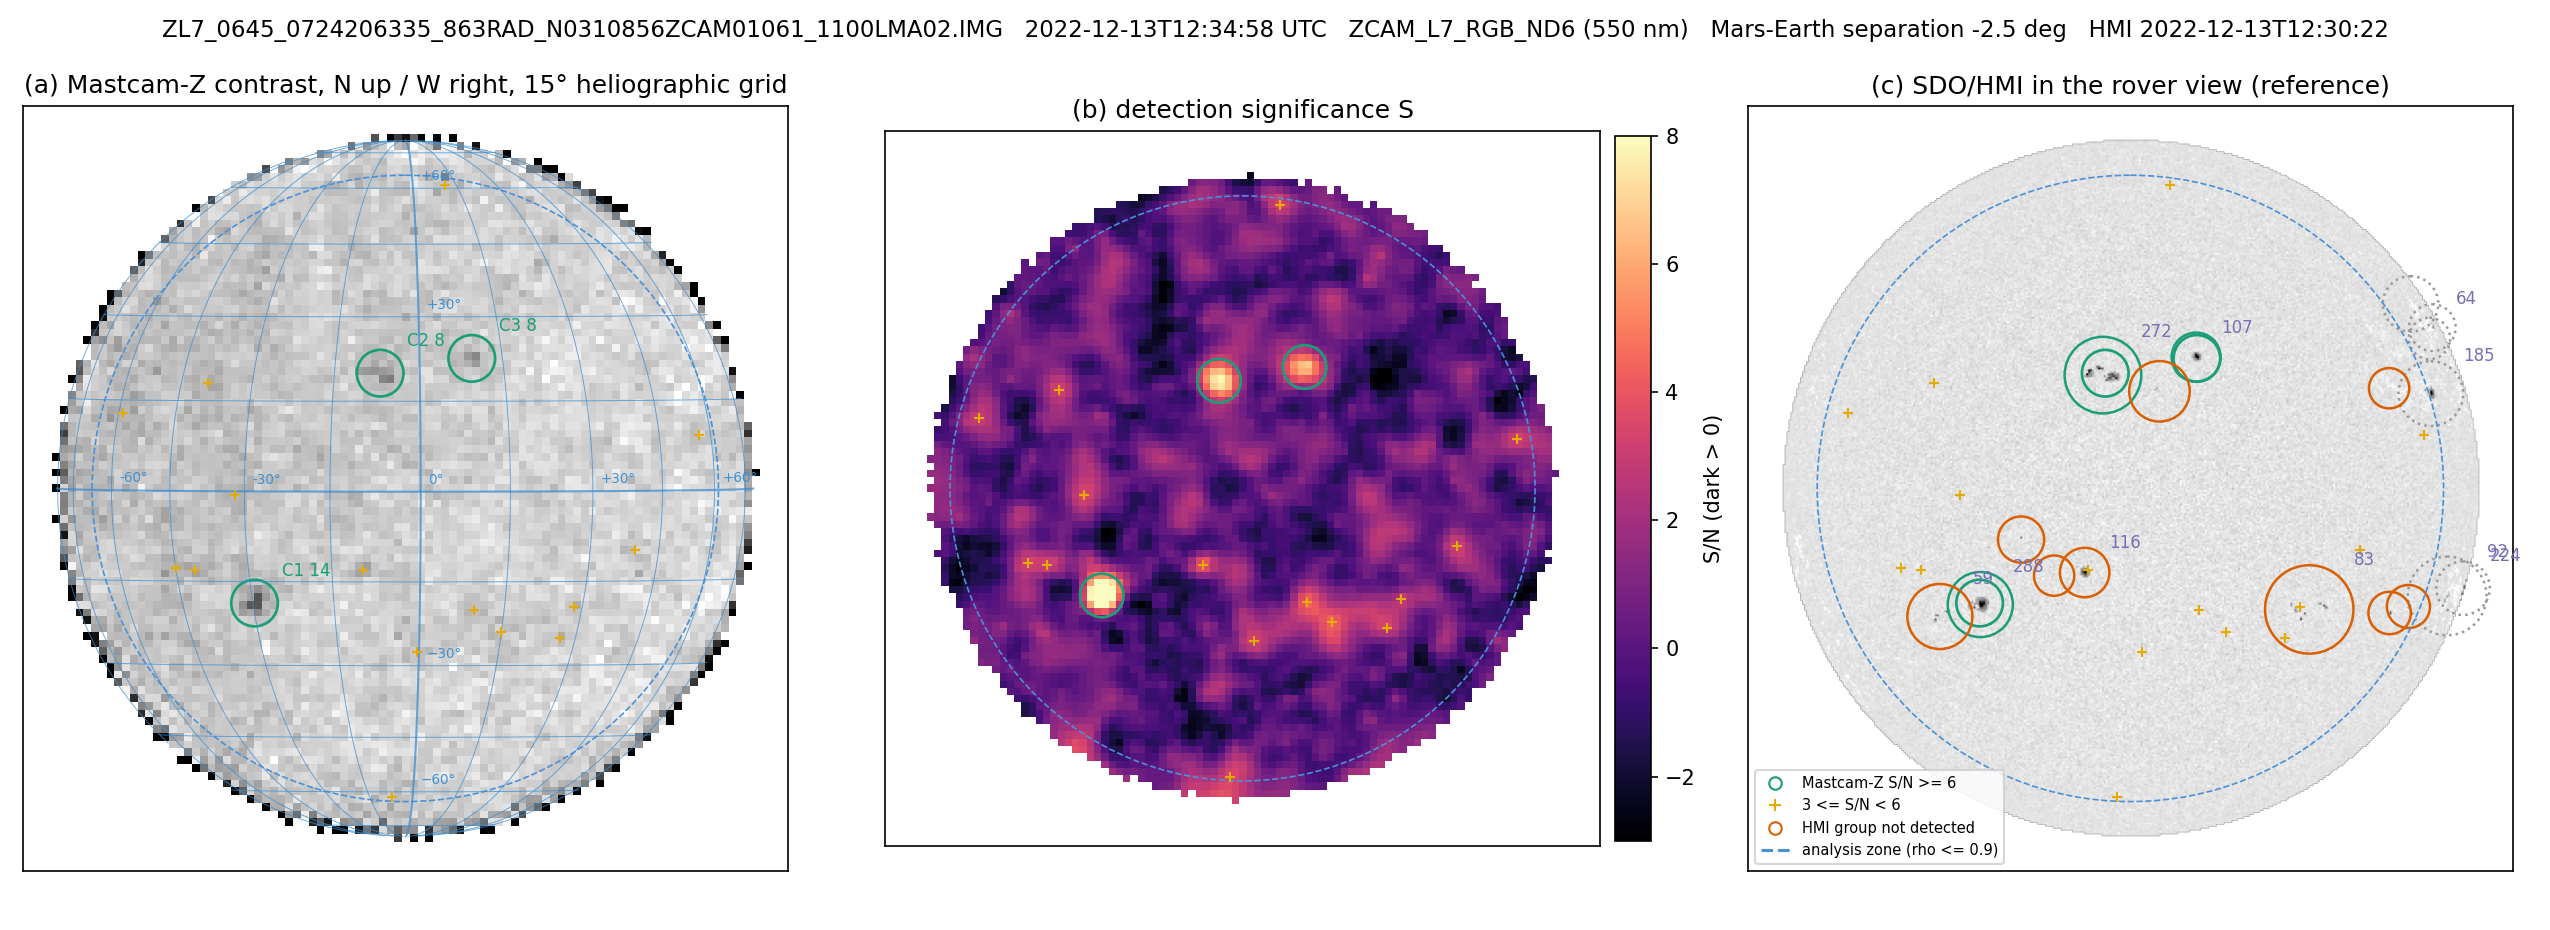 ZL7_0645_0724206335_863RAD_N0310856ZCAM01061_1100LMA02.IMG 2022-12-13T12:34:58 UTC ZCAM_L7_RGB_ND6 (550 nm) Mars-Earth separation -2.5 deg HMI 2022-12-13T12:30:22
(a) Mastcam-Z contrast, N up / W right, 15° heliographic grid
+60°
C3 8
C2 8
+30°
-60°
-30°
0°
+30°
+60°
C1 14
−30°
−60°
(b) detection significance S
8
6
4
2
0
−2
S/N (dark > 0)
(c) SDO/HMI in the rover view (reference)
64
272
107
185
116
92
224
83
288
59
Mastcam-Z S/N >= 6
3 <= S/N < 6
HMI group not detected
analysis zone (rho <= 0.9)